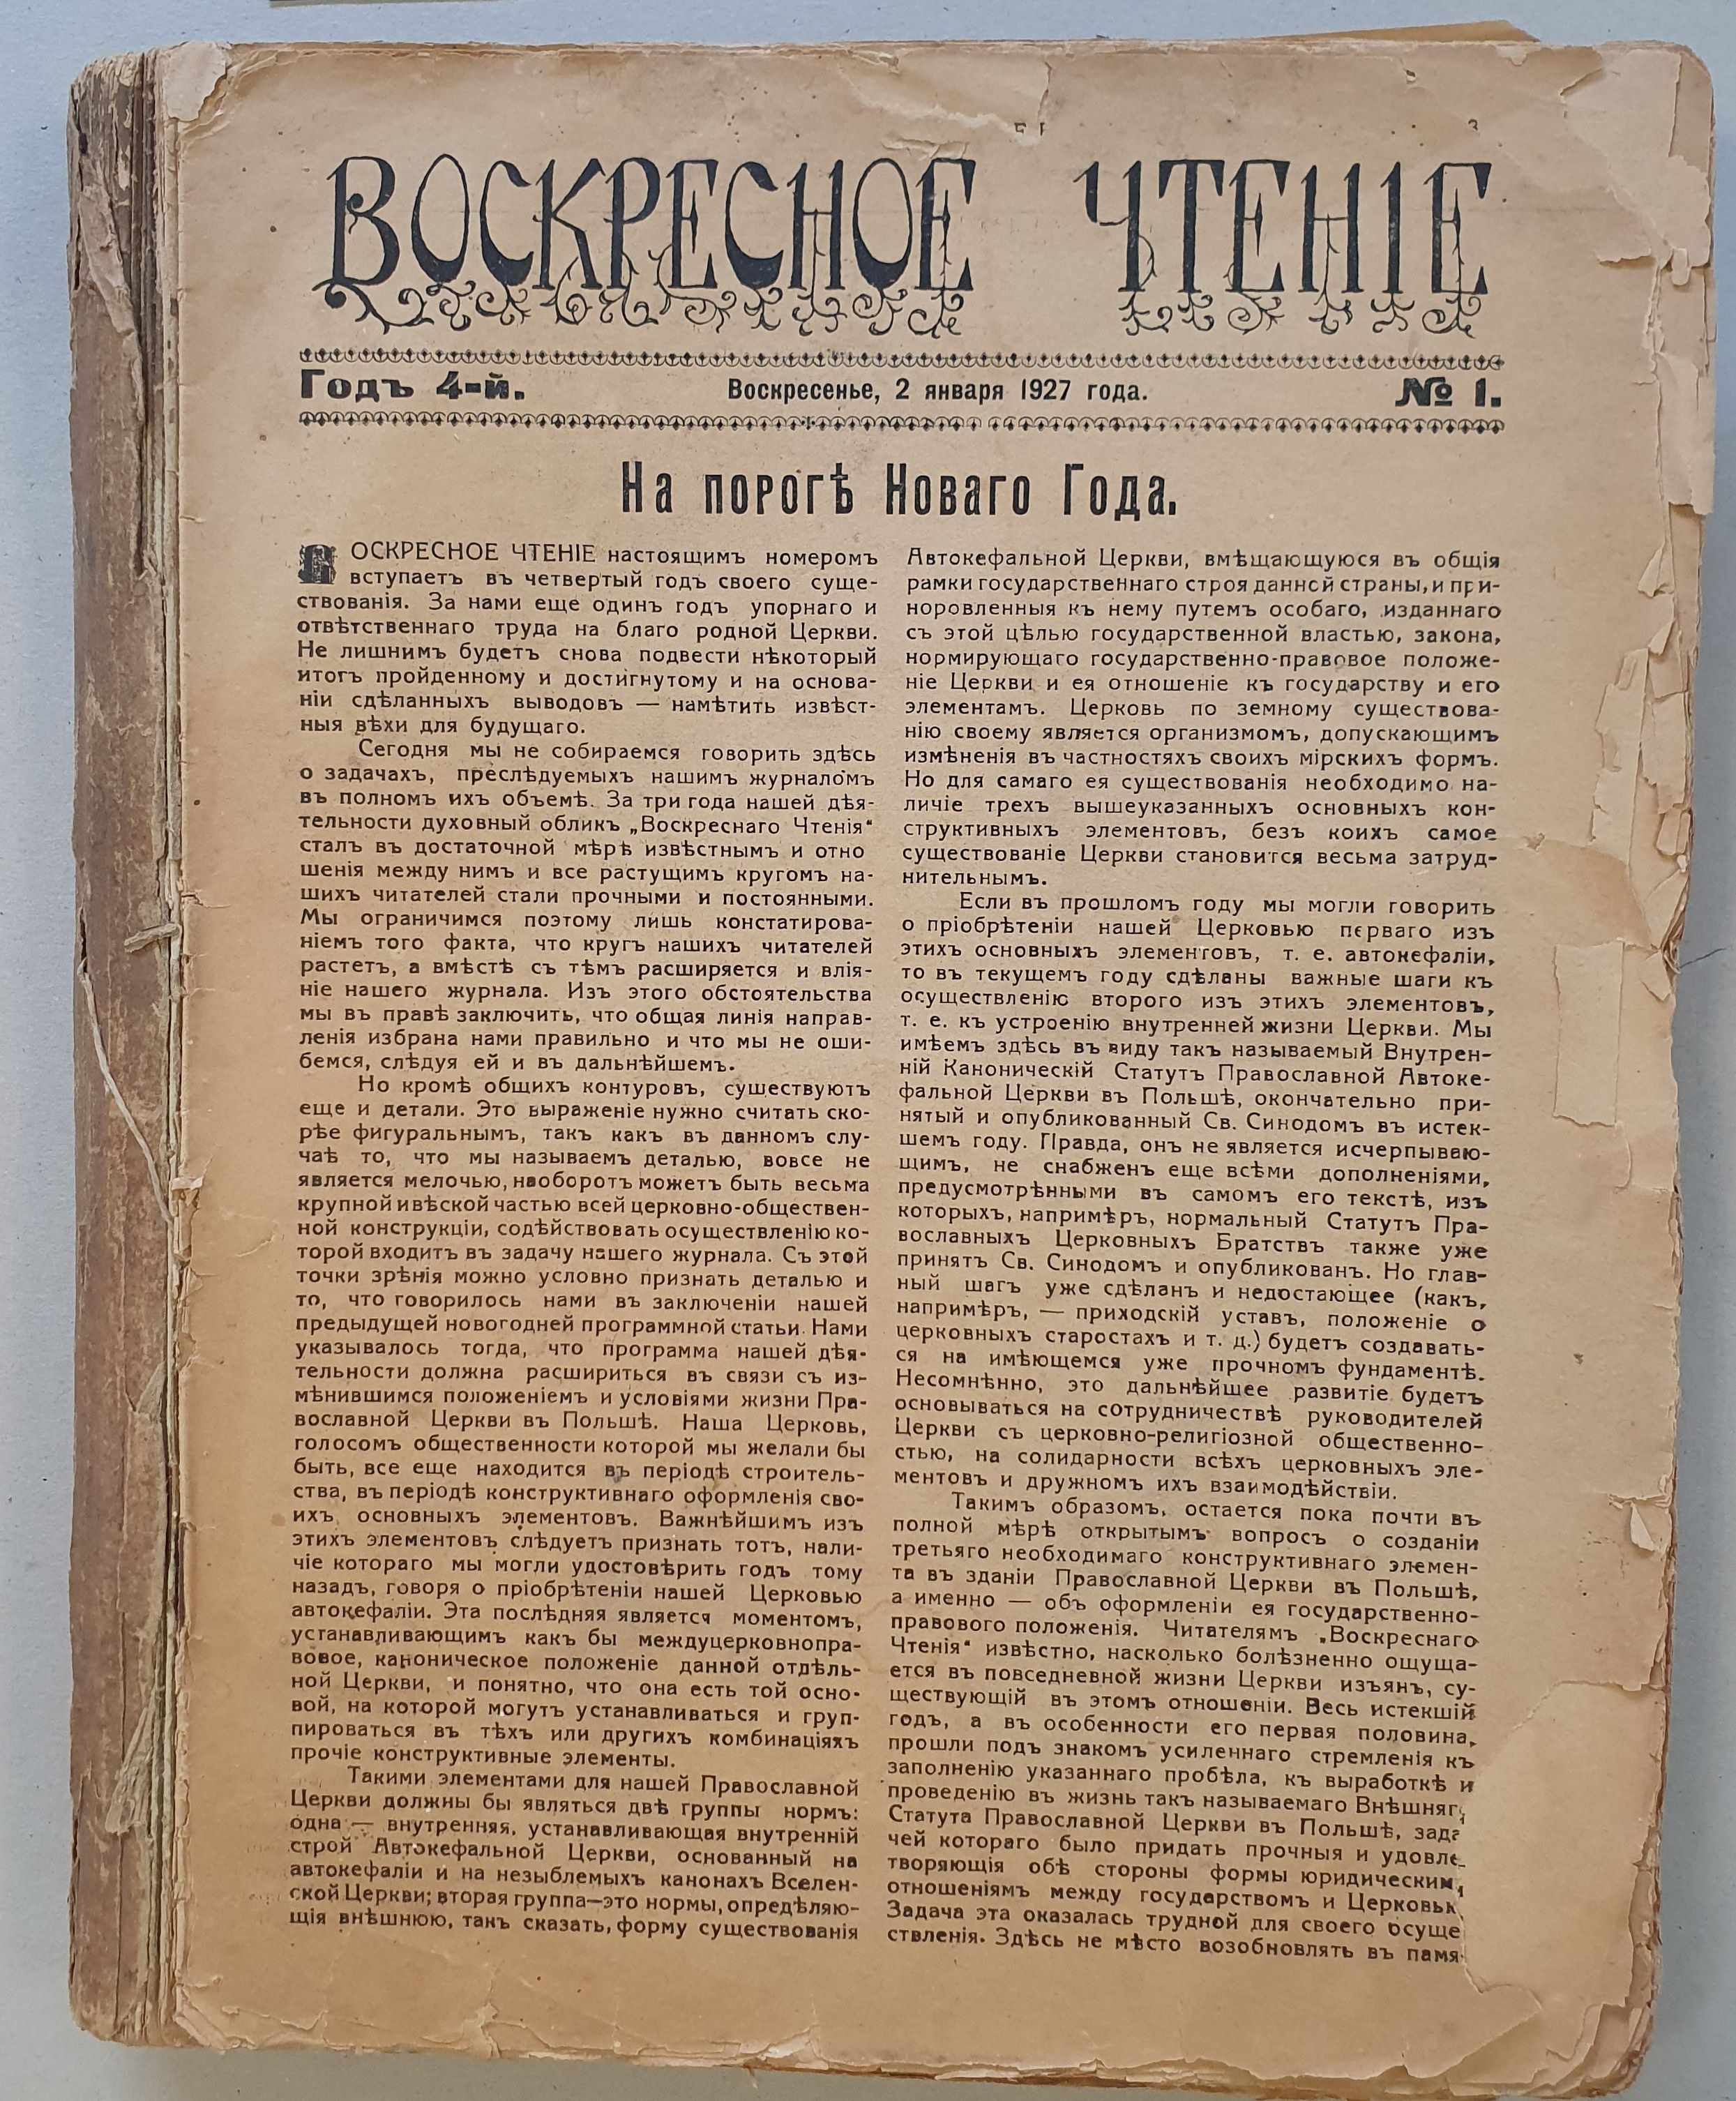 ВОСКРЕСНОЕ ЧТЕНІЕ
Годъ 4-й.
Воскресенье, 2 января 1927 года.
№ 1.
На порогѣ Новаго Года.
ВОСКРЕСНОЕ ЧТЕНІЕ настоящимъ номеромъ
вступаетъ въ четвертый годъ своего суще-
ствованія. За нами еще одинъ годъ упорнаго и
отвѣтственнаго труда на благо родной Церкви.
Не лишнимъ будетъ снова подвести нѣкоторый
итогъ пройденному и достигнутому и на основа-
ніи сдѣланныхъ выводовъ — намѣтить извѣст-
ныя вѣхи для будущаго.
Сегодня мы не собираемся говорить здѣсь
о задачахъ, преслѣдуемыхъ нашимъ журналомъ
въ полномъ ихъ объемѣ. За три года нашей дѣя-
тельности духовный обликъ „Воскреснаго Чтенія“
сталъ въ достаточной мѣрѣ извѣстнымъ и отно
шенія между нимъ и все растущимъ кругомъ на-
шихъ читателей стали прочными и постоянными.
Мы ограничимся поэтому лишь констатирова-
ніемъ того факта, что кругъ нашихъ читателей
растетъ, а вмѣстѣ съ тѣмъ расширяется и влія-
ніе нашего журнала. Изъ этого обстоятельства
мы въ правѣ заключить, что общая линія направ-
ленія избрана нами правильно и что мы не оши-
бемся, слѣдуя ей и въ дальнѣйшемъ.
Но кромѣ общихъ контуровъ, существуютъ
еще и детали. Это выраженіе нужно считать ско-
рѣе фигуральнымъ, такъ какъ въ данномъ слу-
чаѣ то, что мы называемъ деталью, вовсе не
является мелочью, наоборотъ можетъ быть весьма
крупной и вѣской частью всей церковно-обществен-
ной конструкціи, содѣйствовать осуществленію ко-
торой входитъ въ задачу нашего журнала. Съ этой
точки зрѣнія можно условно признать деталью и
то, что говорилось нами въ заключеніи нашей
предыдущей новогодней программной статьи. Нами
указывалось тогда, что программа нашей дѣя-
тельности должна расшириться въ связи съ из-
мѣнившимся положеніемъ и условіями жизни Пра-
вославной Церкви въ Польшѣ. Наша Церковь,
голосомъ общественности которой мы желали бы
быть, все еще находится въ періодѣ строитель-
ства, въ періодѣ конструктивнаго оформленія сво-
ихъ основныхъ элементовъ. Важнѣйшимъ изъ
этихъ элементовъ слѣдуетъ признать тотъ, нали-
чіе котораго мы могли удостовѣрить годъ тому
назадъ, говоря о пріобрѣтеніи нашей Церковью
автокефаліи. Эта послѣдняя является моментомъ,
устанавливающимъ какъ бы междуцерковнопра-
вовое, каноническое положеніе данной отдѣль-
ной Церкви, и понятно, что она есть той осно-
вой, на которой могутъ устанавливаться и груп-
пироваться въ тѣхъ или другихъ комбинаціяхъ
прочіе конструктивные элементы.
Такими элементами для нашей Православной
Церкви должны бы являться двѣ группы нормъ:
одна — внутренняя, устанавливающая внутренній
строй Автокефальной Церкви, основанный на
автокефаліи и на незыблемыхъ канонахъ Вселен-
ской Церкви; вторая группа—это нормы, опредѣляю-
щія внѣшнюю, такъ сказать, форму существованія
Автокефальной Церкви, вмѣщающуюся въ общія
рамки государственнаго строя данной страны, и при-
норовленныя къ нему путемъ особаго, изданнаго
съ этой цѣлью государственной властью, закона,
нормирующаго государственно-правовое положе-
ніе Церкви и ея отношеніе къ государству и его
элементамъ. Церковь по земному существова-
нію своему является организмомъ, допускающимъ
измѣненія въ частностяхъ своихъ мірскихъ формъ.
Но для самаго ея существованія необходимо на-
личіе трехъ вышеуказанныхъ основныхъ кон-
структивныхъ элементовъ, безъ коихъ самое
существованіе Церкви становится весьма затруд-
нительнымъ.
Если въ прошломъ году мы могли говорить
о пріобрѣтеніи нашей Церковью перваго изъ
этихъ основныхъ элементовъ, т. е. автокефаліи,
то въ текущемъ году сдѣланы важные шаги къ
осуществленію второго изъ этихъ элементовъ,
т. е. къ устроенію внутренней жизни Церкви. Мы
имѣемъ здѣсь въ виду такъ называемый Внутрен-
ній Каноническій Статутъ Православной Автоке-
фальной Церкви въ Польшѣ, окончательно при-
нятый и опубликованный Св. Синодомъ въ истек-
шемъ году. Правда, онъ не является исчерпываю-
щимъ, не снабженъ еще всѣми дополненіями,
предусмотрѣнными въ самомъ его текстѣ, изъ
которыхъ, напримѣръ, нормальный Статутъ Пра-
вославныхъ Церковныхъ Братствъ также уже
принятъ Св. Синодомъ и опубликованъ. Но глав-
ный шагъ уже сдѣланъ и недостающее (какъ,
напримѣръ, — приходскій уставъ, положеніе о
церковныхъ старостахъ и т. д.) будетъ создавать-
ся на имѣющемся уже прочномъ фундаментѣ.
Несомнѣнно, это дальнѣйшее развитіе будетъ
основываться на сотрудничествѣ руководителей
Церкви съ церковно-религіозной общественно-
стью, на солидарности всѣхъ церковныхъ эле-
ментовъ и дружномъ ихъ взаимодѣйствіи.
Такимъ образомъ, остается пока почти въ
полной мѣрѣ открытымъ вопросъ о созданіи
третьяго необходимаго конструктивнаго элемен-
та въ зданіи Православной Церкви въ Польшѣ,
а именно — объ оформленіи ея государственно-
правового положенія. Читателямъ „Воскреснаго
Чтенія“ извѣстно, насколько болѣзненно ощуща-
ется въ повседневной жизни Церкви изъянъ, су-
ществующій въ этомъ отношеніи. Весь истекшій
годъ, а въ особенности его первая половина,
прошли подъ знакомъ усиленнаго стремленія къ
заполненію указаннаго пробѣла, къ выработкѣ и
проведенію въ жизнь такъ называемаго Внѣшняг
Статута Православной Церкви въ Польшѣ, зада
чей котораго было придать прочныя и удовле
творяющія обѣ стороны формы юридическим
отношеніямъ между государствомъ и Церковь
Задача эта оказалась трудной для своего осуще
ствленія. Здѣсь не мѣсто возобновлять въ памя